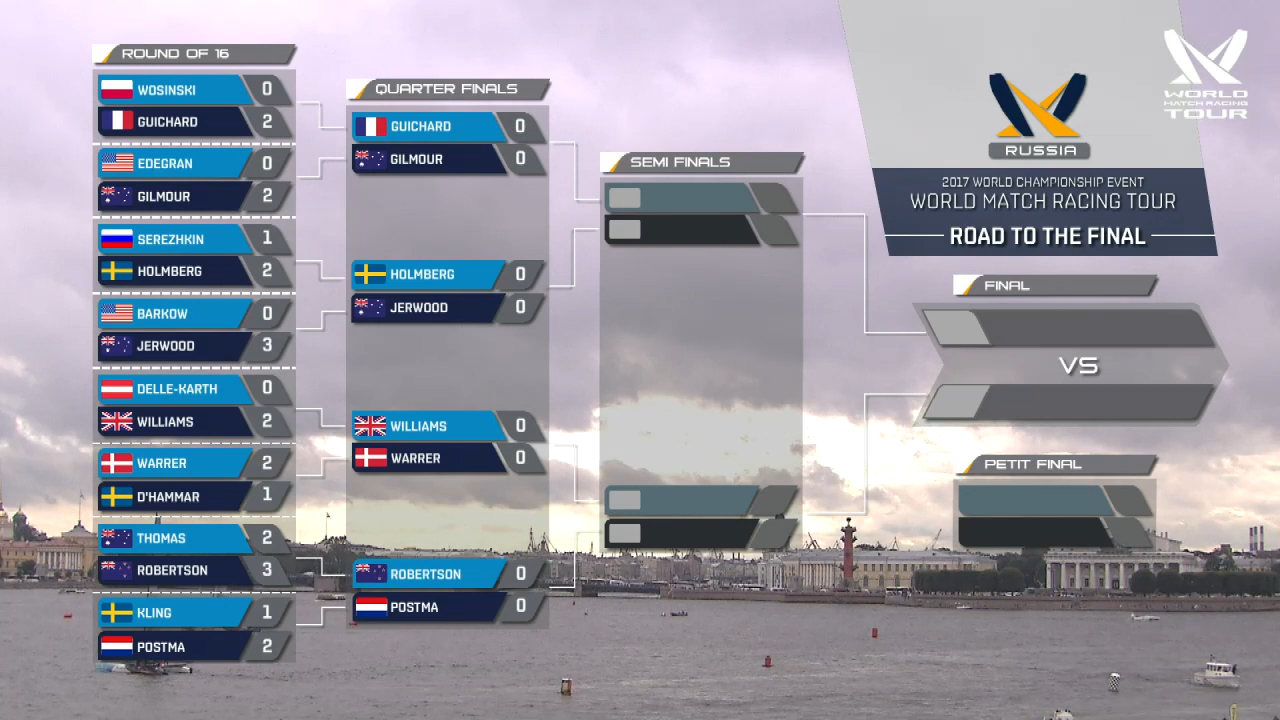 ROUND OF 16
WOSINSKI 0
GUICHARD 2
EDEGRAN 0
GILMOUR 2
SEREZHKIN 1
HOLMBERG 2
BARKOW 0
JERWOOD 3
DELLE-KARTH 0
WILLIAMS 2
WARRER 2
D'HAMMAR 1
THOMAS 2
ROBERTSON 3
KLING 1
POSTMA 2
QUARTER FINALS
GUICHARD 0
GILMOUR 0
HOLMBERG 0
JERWOOD 0
WILLIAMS 0
WARRER 0
ROBERTSON 0
POSTMA 0
SEMI FINALS
RUSSIA
2017 WORLD CHAMPIONSHIP EVENT
WORLD MATCH RACING TOUR
ROAD TO THE FINAL
FINAL
VS
PETIT FINAL
WORLD
MATCH RACING
TOUR